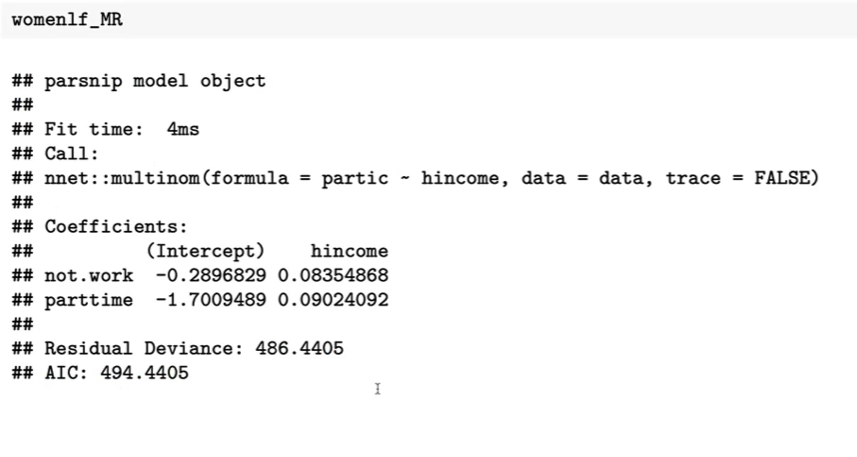 womenlf_MR
## parsnip model object
##
## Fit time:  4ms
## Call:
## nnet::multinom(formula = partic ~ hincome, data = data, trace = FALSE)
##
## Coefficients:
##          (Intercept)    hincome
## not.work  -0.2896829 0.08354868
## parttime  -1.7009489 0.09024092
##
## Residual Deviance: 486.4405
## AIC: 494.4405